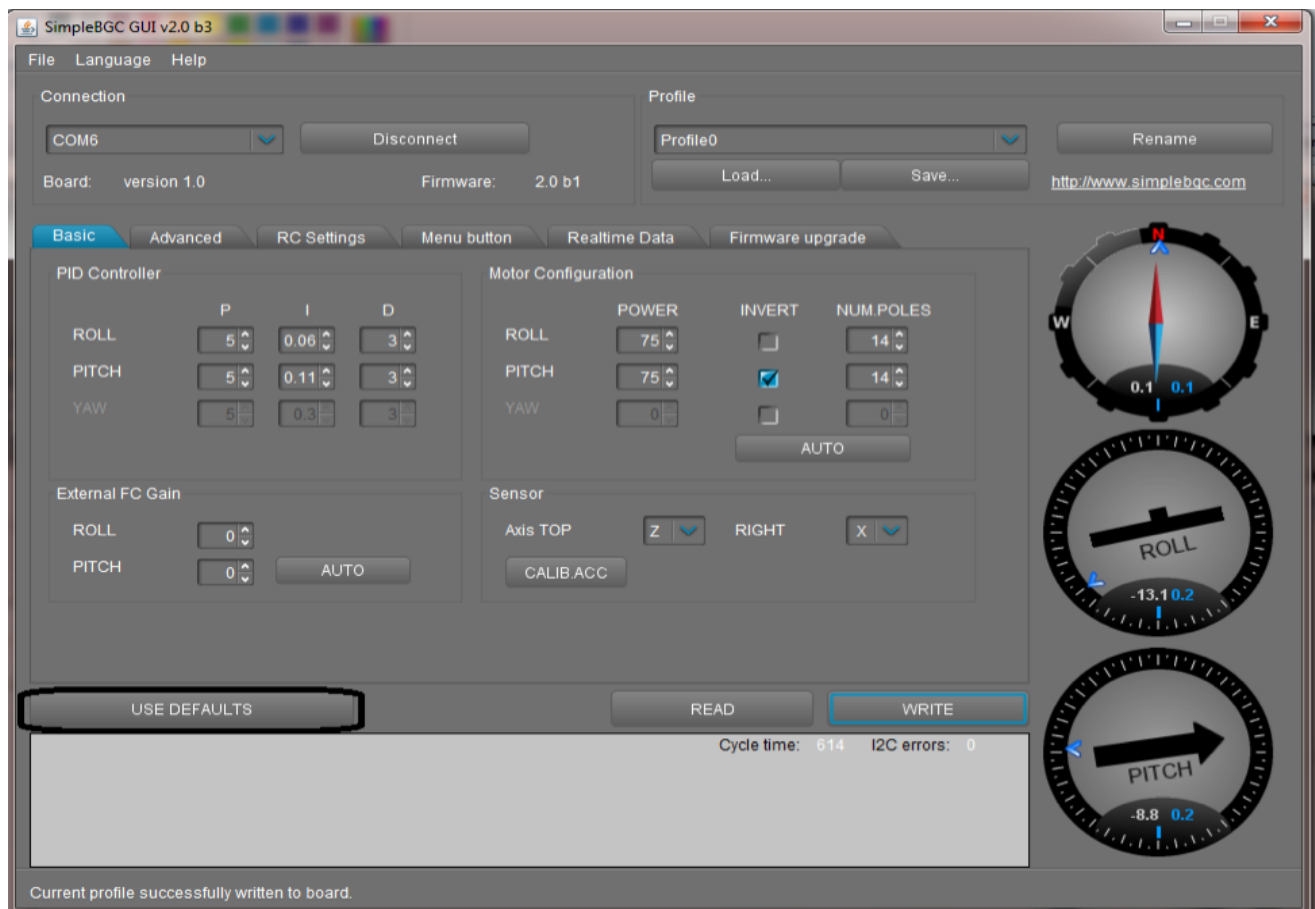 SimpleBGC GUI v2.0 b3
File Language Help
Connection
Profile
COM6
Disconnect
Profile0
Rename
Board: version 1.0
Firmware: 2.0 b1
Load...
Save...
http://www.simplebgc.com
Basic
Advanced
RC Settings
Menu button
Realtime Data
Firmware upgrade
PID Controller
P I D
ROLL 5 0.06 3
PITCH 5 0.11 3
YAW 5 0.3 3
Motor Configuration
POWER INVERT NUM.POLES
ROLL 75 14
PITCH 75 14
YAW 0 0
AUTO
External FC Gain
ROLL 0
PITCH 0 AUTO
Sensor
Axis TOP Z RIGHT X
CALIB.ACC
N
W E
0.1 0.1
ROLL
-13.1 0.2
PITCH
-8.8 0.2
USE DEFAULTS
READ
WRITE
Cycle time: 614 I2C errors: 0
Current profile successfully written to board.